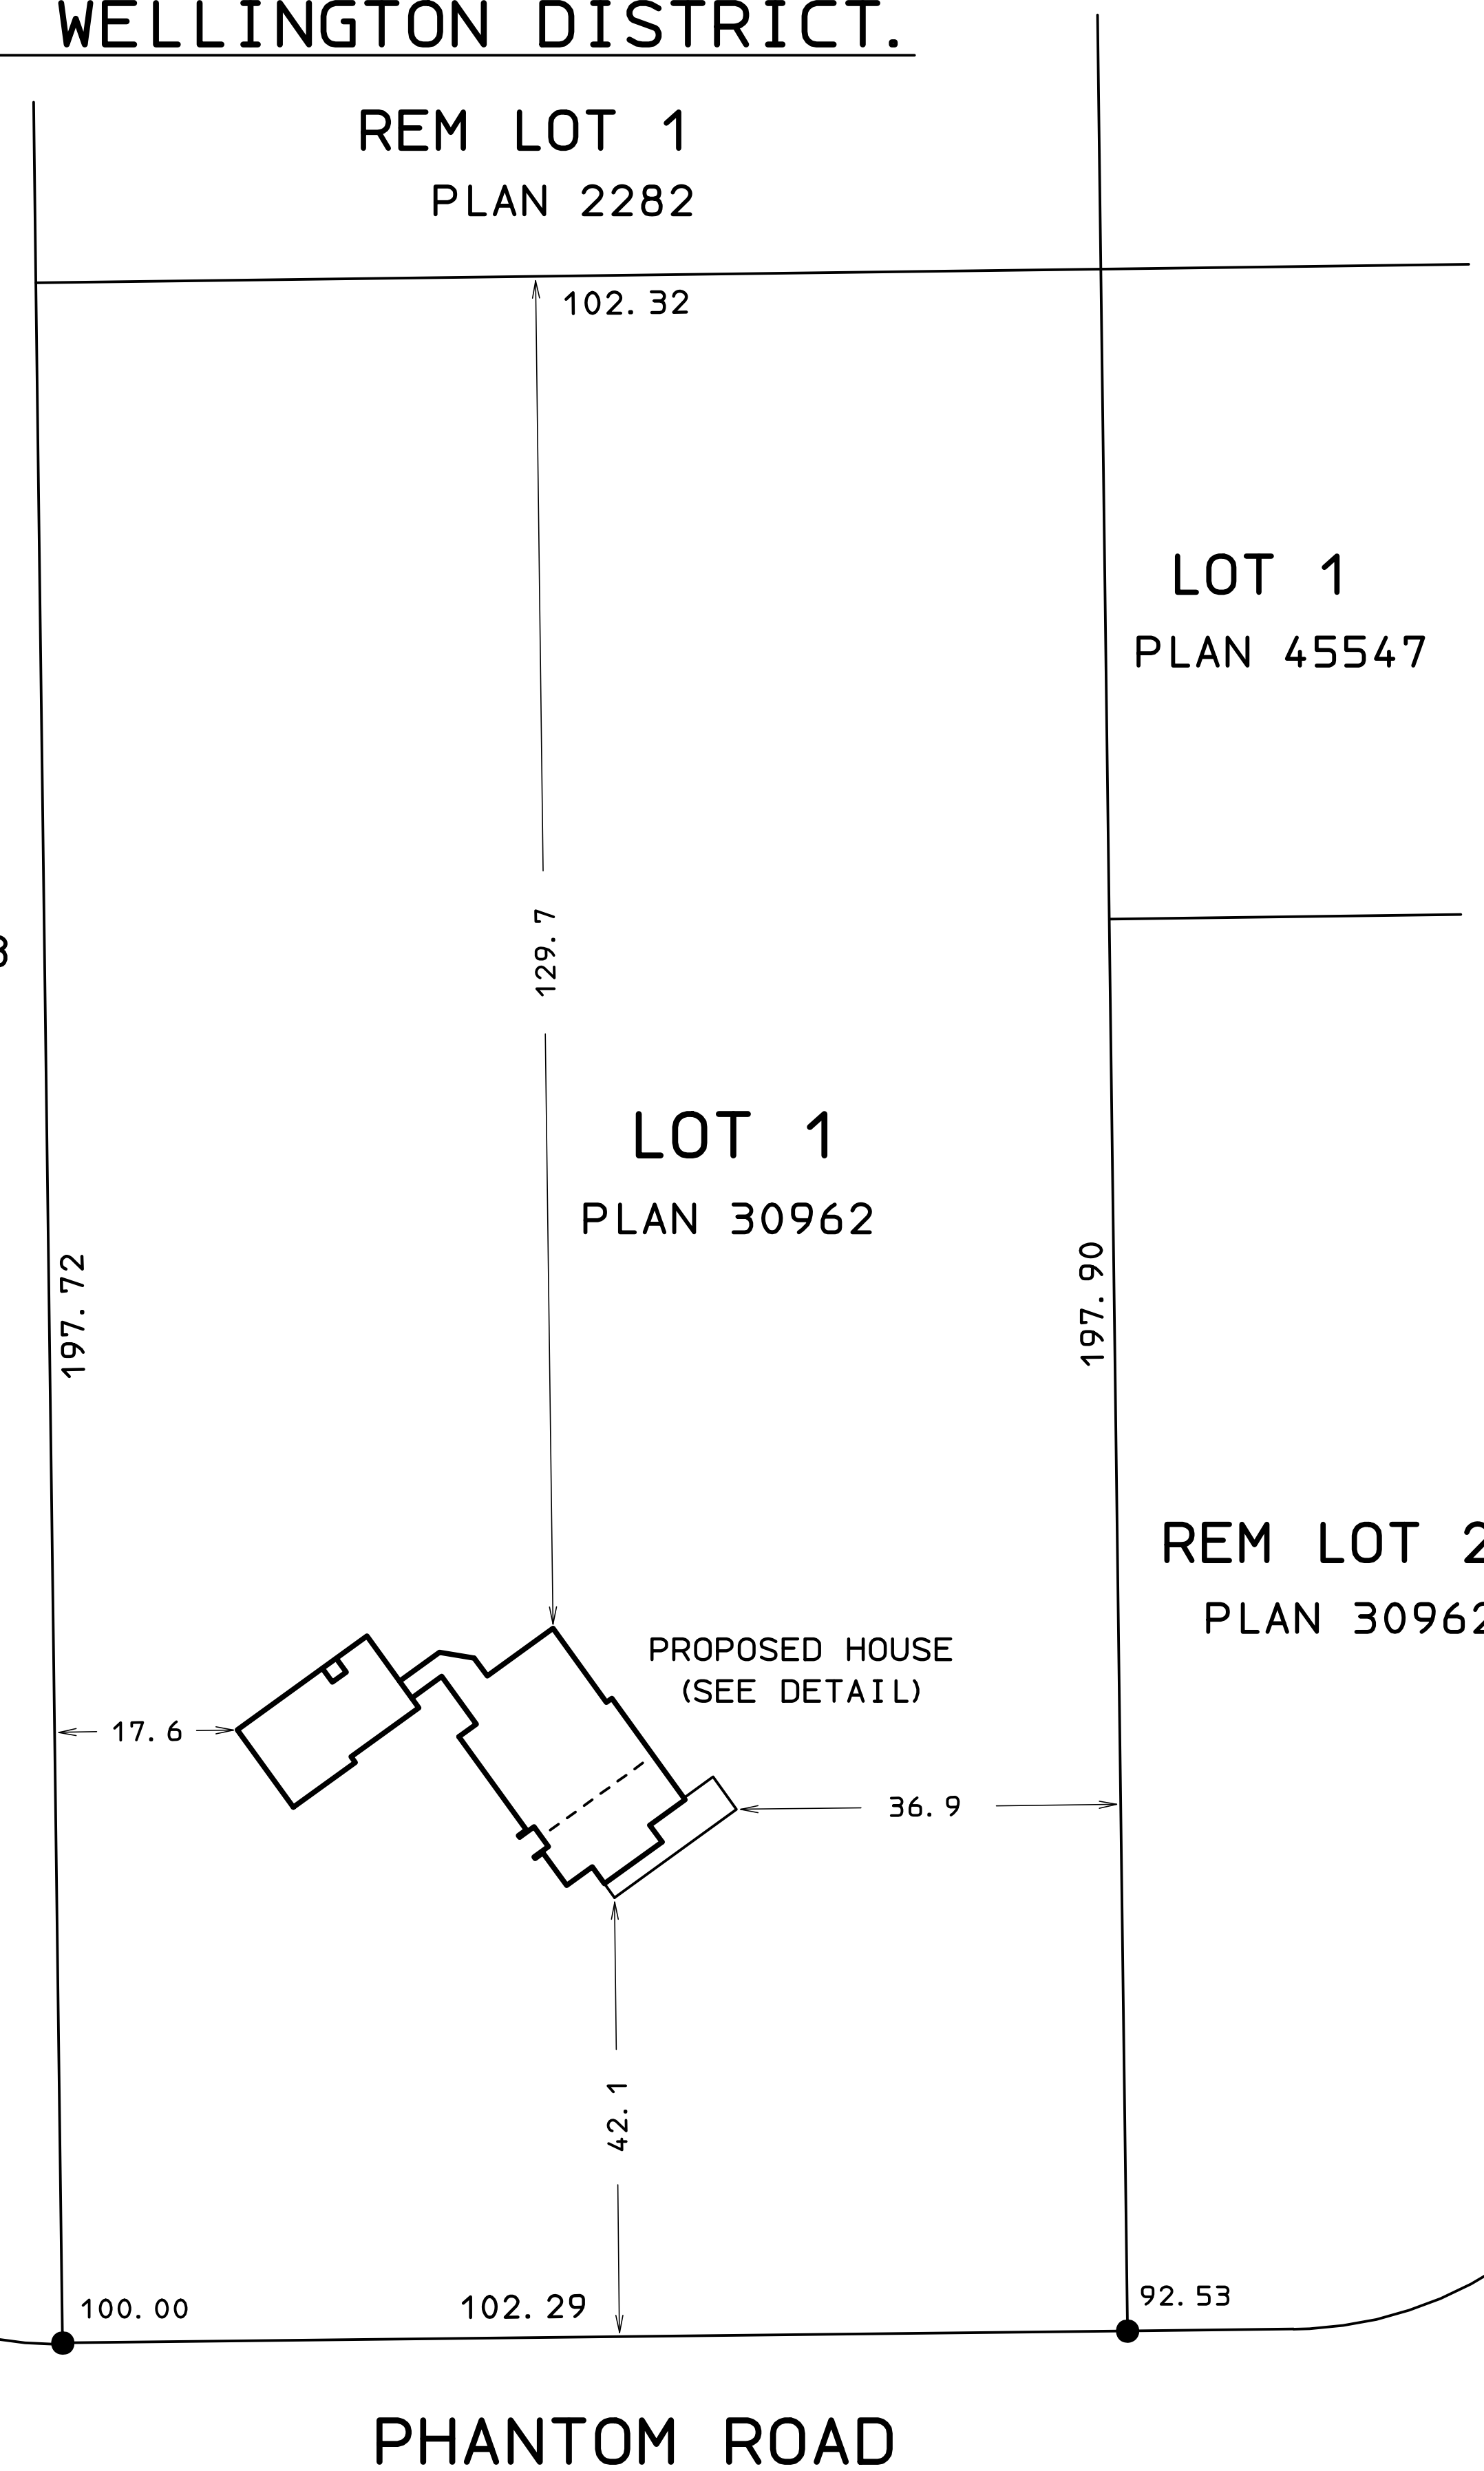 WELLINGTON DISTRICT.
REM LOT 1
PLAN 2282
102.32
LOT 1
PLAN 45547
129.7
LOT 1
PLAN 30962
197.72
197.90
REM LOT 2
PLAN 30962
PROPOSED HOUSE
(SEE DETAIL)
17.6
36.9
42.1
100.00
102.29
92.53
PHANTOM ROAD